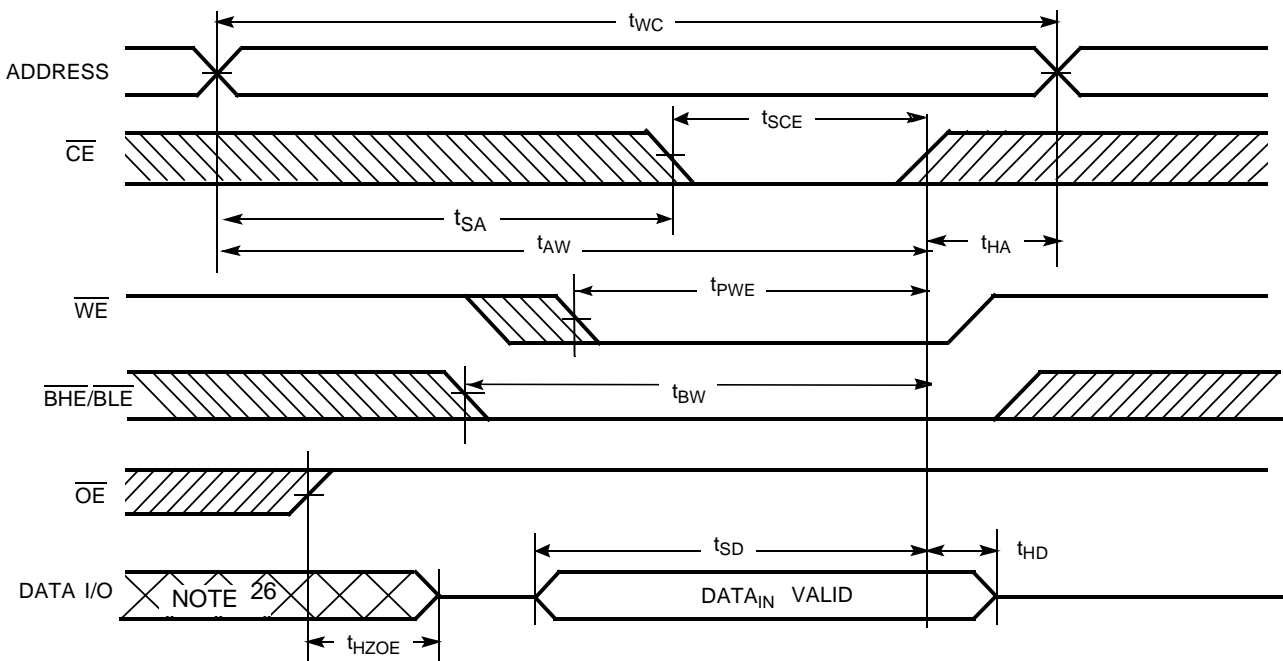 tWC
ADDRESS
tSCE
CE
tSA
tAW
tHA
tPWE
WE
tBW
BHE/BLE
OE
tSD
tHD
DATA I/O
NOTE 26
DATAIN VALID
tHZOE